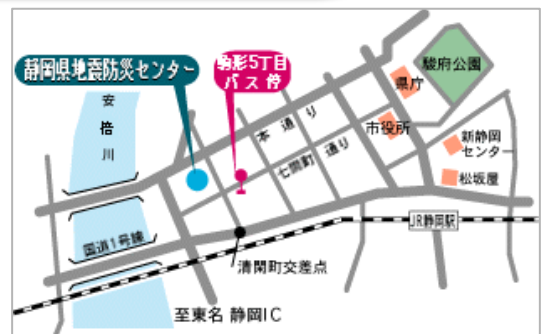 静岡県地震防災センター
駒形5丁目
バス停
駿府公園
県庁
安
倍
川
本通り
市役所
新静岡
センター
七間町 通り
松坂屋
JR静岡駅
国道1号線
清閑町交差点
至東名 静岡IC